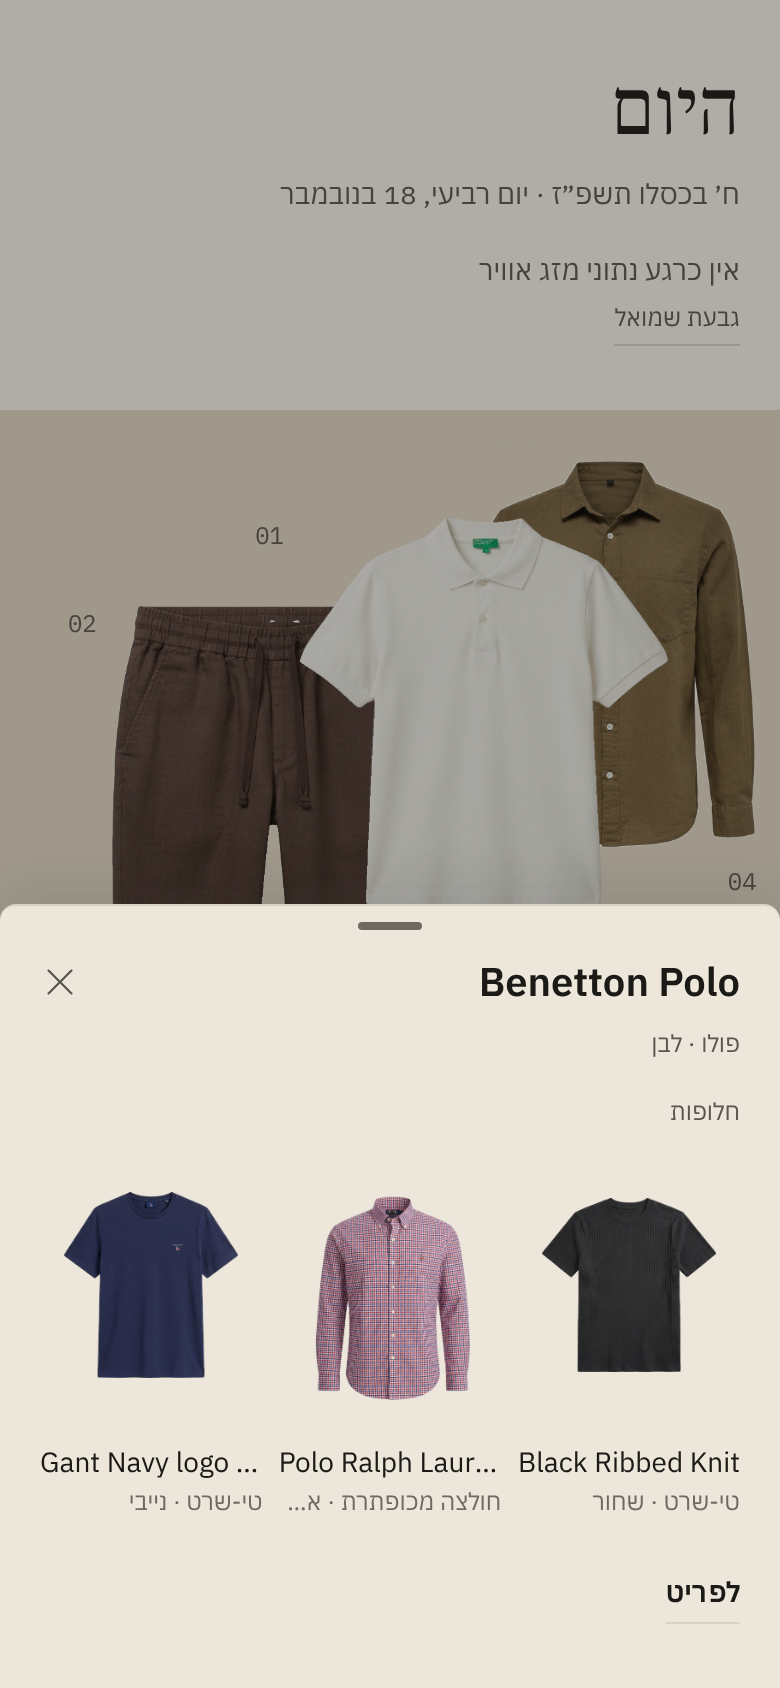 היום
ח׳ בכסלו תשפ״ז · יום רביעי, 18 בנובמבר
אין כרגע נתוני מזג אוויר
גבעת שמואל
01
02
04
Benetton Polo
פולו · לבן
חלופות
Black Ribbed Knit
טי-שרט · שחור
Polo Ralph Laur...
חולצה מכופתרת · א...
Gant Navy logo ...
טי-שרט · נייבי
לפריט